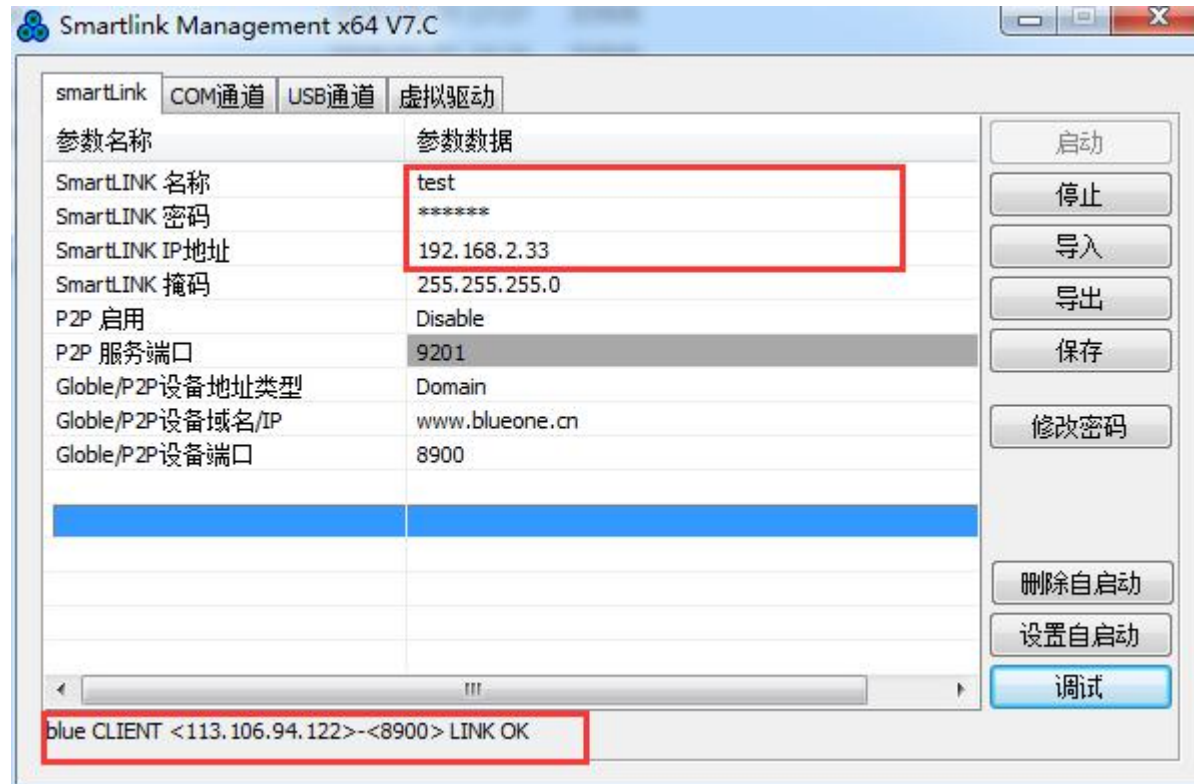 Smartlink Management x64 V7.C
smartLink COM通道 USB通道 虚拟驱动
参数名称 参数数据
SmartLINK 名称 test
SmartLINK 密码 ******
SmartLINK IP地址 192.168.2.33
SmartLINK 掩码 255.255.255.0
P2P 启用 Disable
P2P 服务端口 9201
Globle/P2P设备地址类型 Domain
Globle/P2P设备域名/IP www.blueone.cn
Globle/P2P设备端口 8900
启动
停止
导入
导出
保存
修改密码
删除自启动
设置自启动
调试
blue CLIENT <113.106.94.122>-<8900> LINK OK